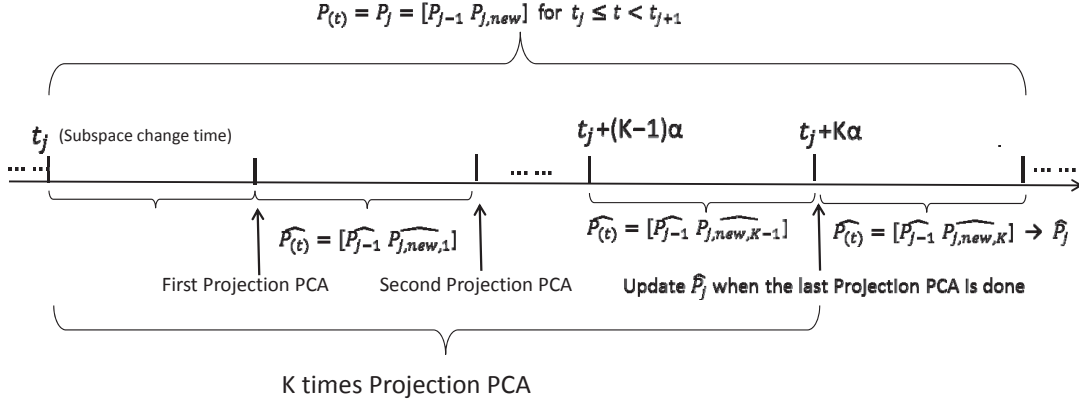 P(t) = Pj = [Pj−1 Pj,new] for tj ≤ t < tj+1
tj (Subspace change time)
tj+(K−1)α
tj+Kα
... ...
... ...
... ...
P̂(t) = [P̂j−1 P̂j,new,1]
P̂(t) = [P̂j−1 P̂j,new,K−1]
P̂(t) = [P̂j−1 P̂j,new,K] → P̂j
First Projection PCA
Second Projection PCA
Update P̂j when the last Projection PCA is done
K times Projection PCA